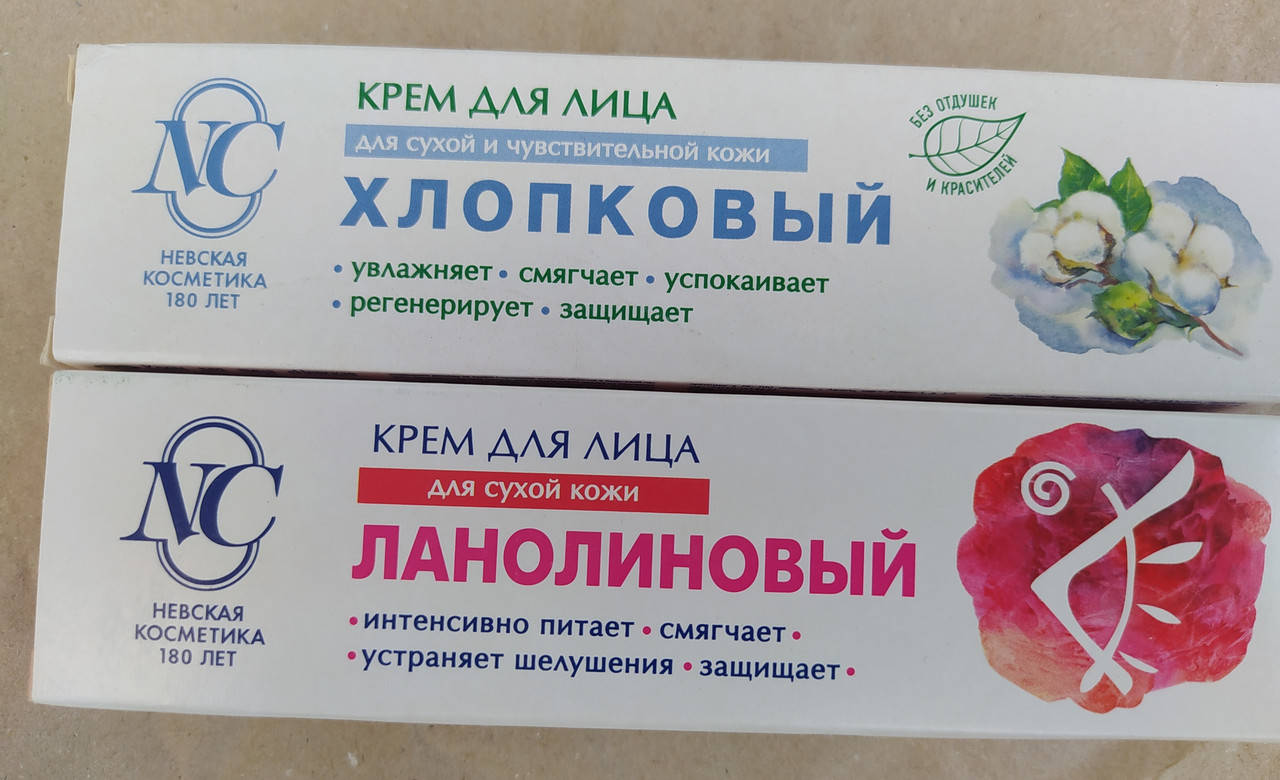 NC
НЕВСКАЯ
КОСМЕТИКА
180 ЛЕТ
КРЕМ ДЛЯ ЛИЦА
для сухой и чувствительной кожи
ХЛОПКОВЫЙ
• увлажняет • смягчает • успокаивает
• регенерирует • защищает
БЕЗ ОТДУШЕК
И КРАСИТЕЛЕЙ
NC
НЕВСКАЯ
КОСМЕТИКА
180 ЛЕТ
КРЕМ ДЛЯ ЛИЦА
для сухой кожи
ЛАНОЛИНОВЫЙ
• интенсивно питает • смягчает •
• устраняет шелушения • защищает •